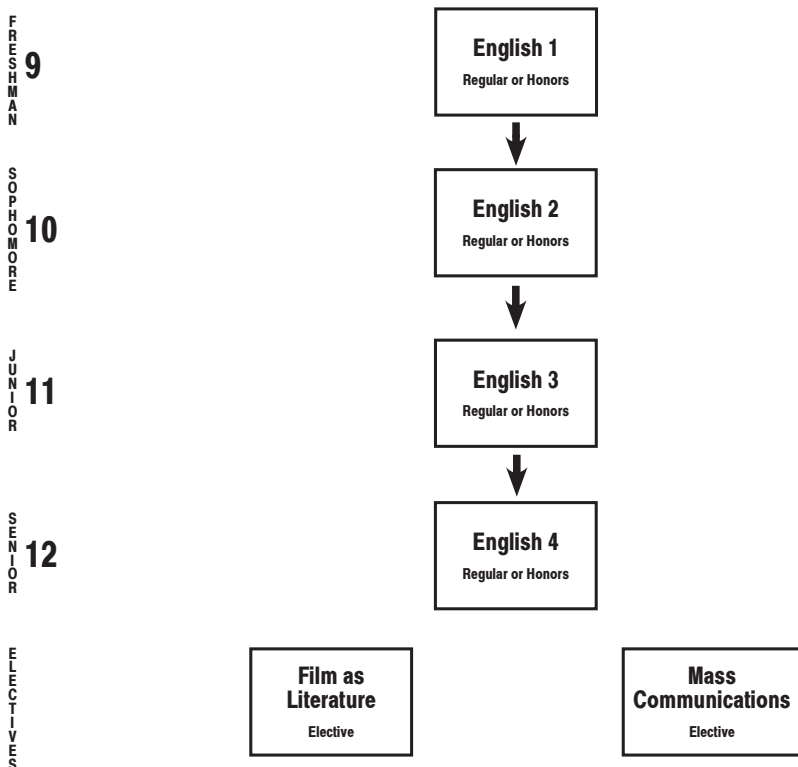 FRESHMAN
9
English 1
Regular or Honors
SOPHOMORE
10
English 2
Regular or Honors
JUNIOR
11
English 3
Regular or Honors
SENIOR
12
English 4
Regular or Honors
ELECTIVES
Film as
Literature
Elective
Mass
Communications
Elective